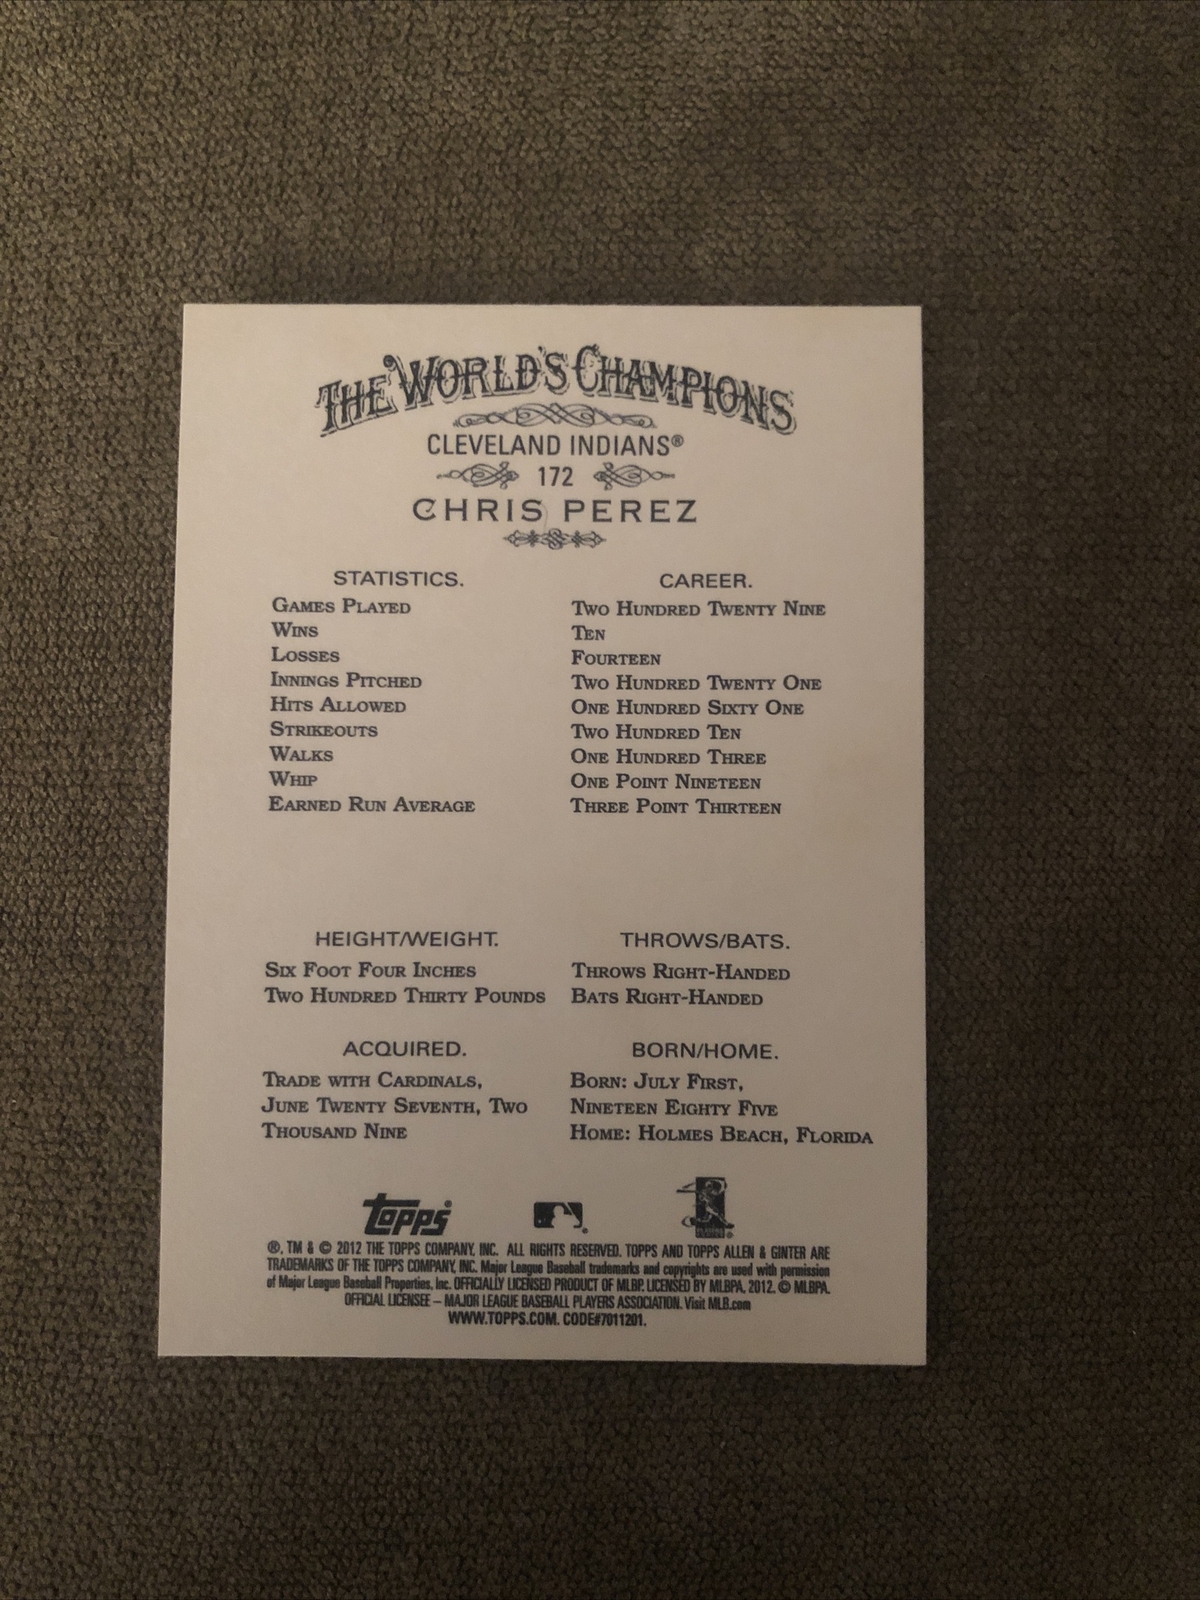 THE WORLD'S CHAMPIONS
CLEVELAND INDIANS®
172
CHRIS PEREZ
STATISTICS. CAREER.
GAMES PLAYED TWO HUNDRED TWENTY NINE
WINS TEN
LOSSES FOURTEEN
INNINGS PITCHED TWO HUNDRED TWENTY ONE
HITS ALLOWED ONE HUNDRED SIXTY ONE
STRIKEOUTS TWO HUNDRED TEN
WALKS ONE HUNDRED THREE
WHIP ONE POINT NINETEEN
EARNED RUN AVERAGE THREE POINT THIRTEEN
HEIGHT/WEIGHT.
SIX FOOT FOUR INCHES
TWO HUNDRED THIRTY POUNDS
THROWS/BATS.
THROWS RIGHT-HANDED
BATS RIGHT-HANDED
ACQUIRED.
TRADE WITH CARDINALS,
JUNE TWENTY SEVENTH, TWO
THOUSAND NINE
BORN/HOME.
BORN: JULY FIRST,
NINETEEN EIGHTY FIVE
HOME: HOLMES BEACH, FLORIDA
Topps®
®, TM & © 2012 THE TOPPS COMPANY, INC. ALL RIGHTS RESERVED. TOPPS AND TOPPS ALLEN & GINTER ARE
TRADEMARKS OF THE TOPPS COMPANY, INC. Major League Baseball trademarks and copyrights are used with permission
of Major League Baseball Properties, Inc. OFFICIALLY LICENSED PRODUCT OF MLBP. LICENSED BY MLBPA, 2012. © MLBPA.
OFFICIAL LICENSEE – MAJOR LEAGUE BASEBALL PLAYERS ASSOCIATION. Visit MLB.com
WWW.TOPPS.COM. CODE#7011201.